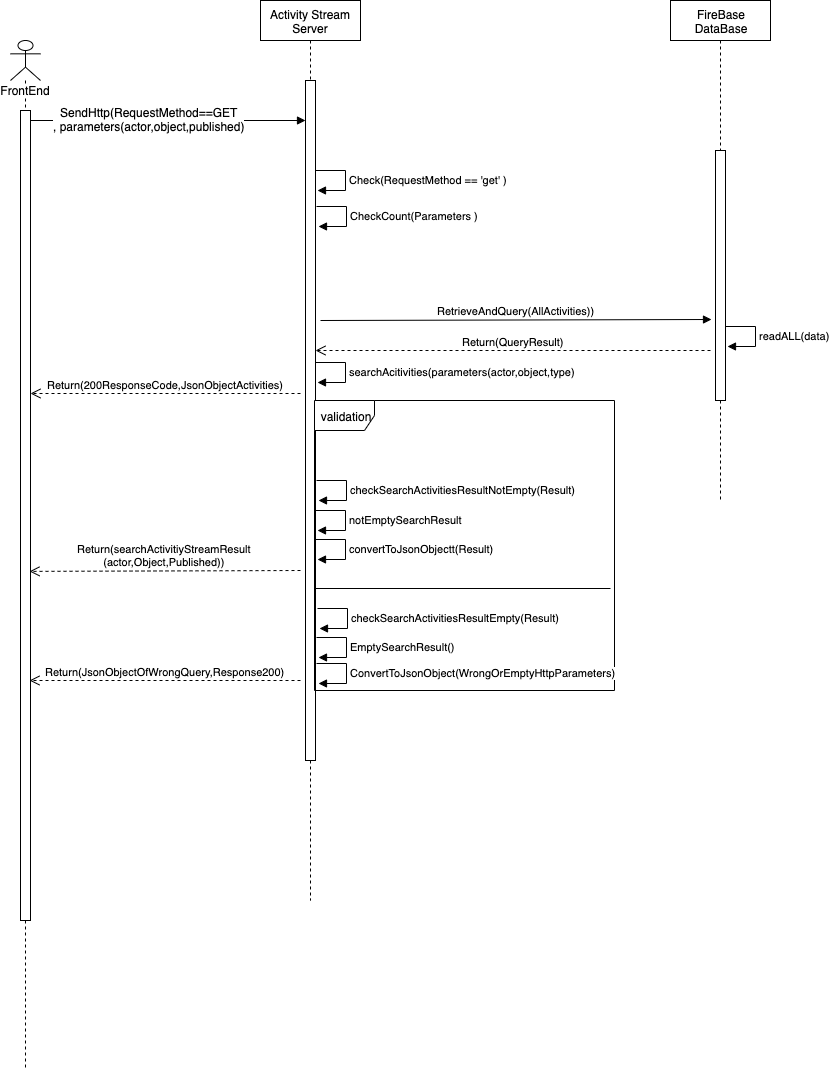 Activity Stream
Server
FireBase
DataBase
FrontEnd
SendHttp(RequestMethod==GET
, parameters(actor,object,published)
Check(RequestMethod == 'get' )
CheckCount(Parameters )
RetrieveAndQuery(AllActivities))
readALL(data)
Return(QueryResult)
searchAcitivities(parameters(actor,object,type)
Return(200ResponseCode,JsonObjectActivities)
validation
checkSearchActivitiesResultNotEmpty(Result)
notEmptySearchResult
convertToJsonObjectt(Result)
Return(searchActivitiyStreamResult
(actor,Object,Published))
checkSearchActivitiesResultEmpty(Result)
EmptySearchResult()
Return(JsonObjectOfWrongQuery,Response200)
ConvertToJsonObject(WrongOrEmptyHttpParameters)